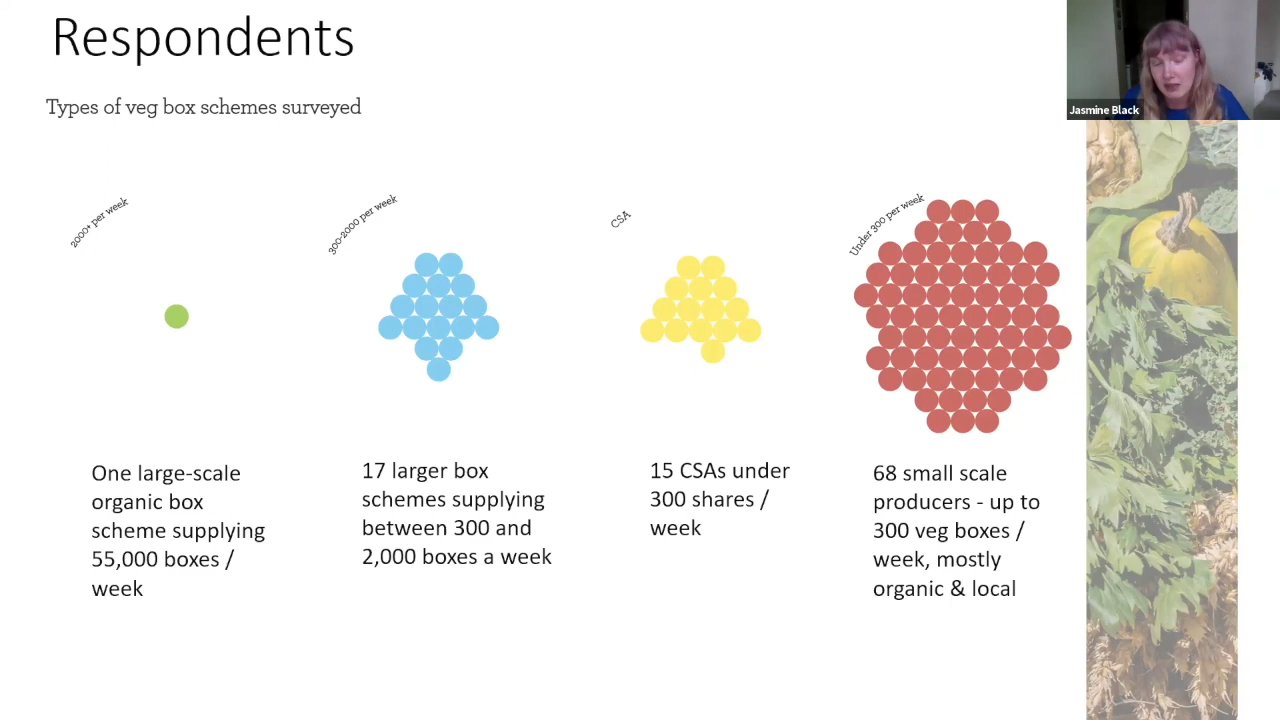 Respondents
Types of veg box schemes surveyed
Jasmine Black
2000+ per week
300-2000 per week
CSA
Under 300 per week
One large-scale
organic box
scheme supplying
55,000 boxes /
week
17 larger box
schemes supplying
between 300 and
2,000 boxes a week
15 CSAs under
300 shares /
week
68 small scale
producers - up to
300 veg boxes /
week, mostly
organic & local